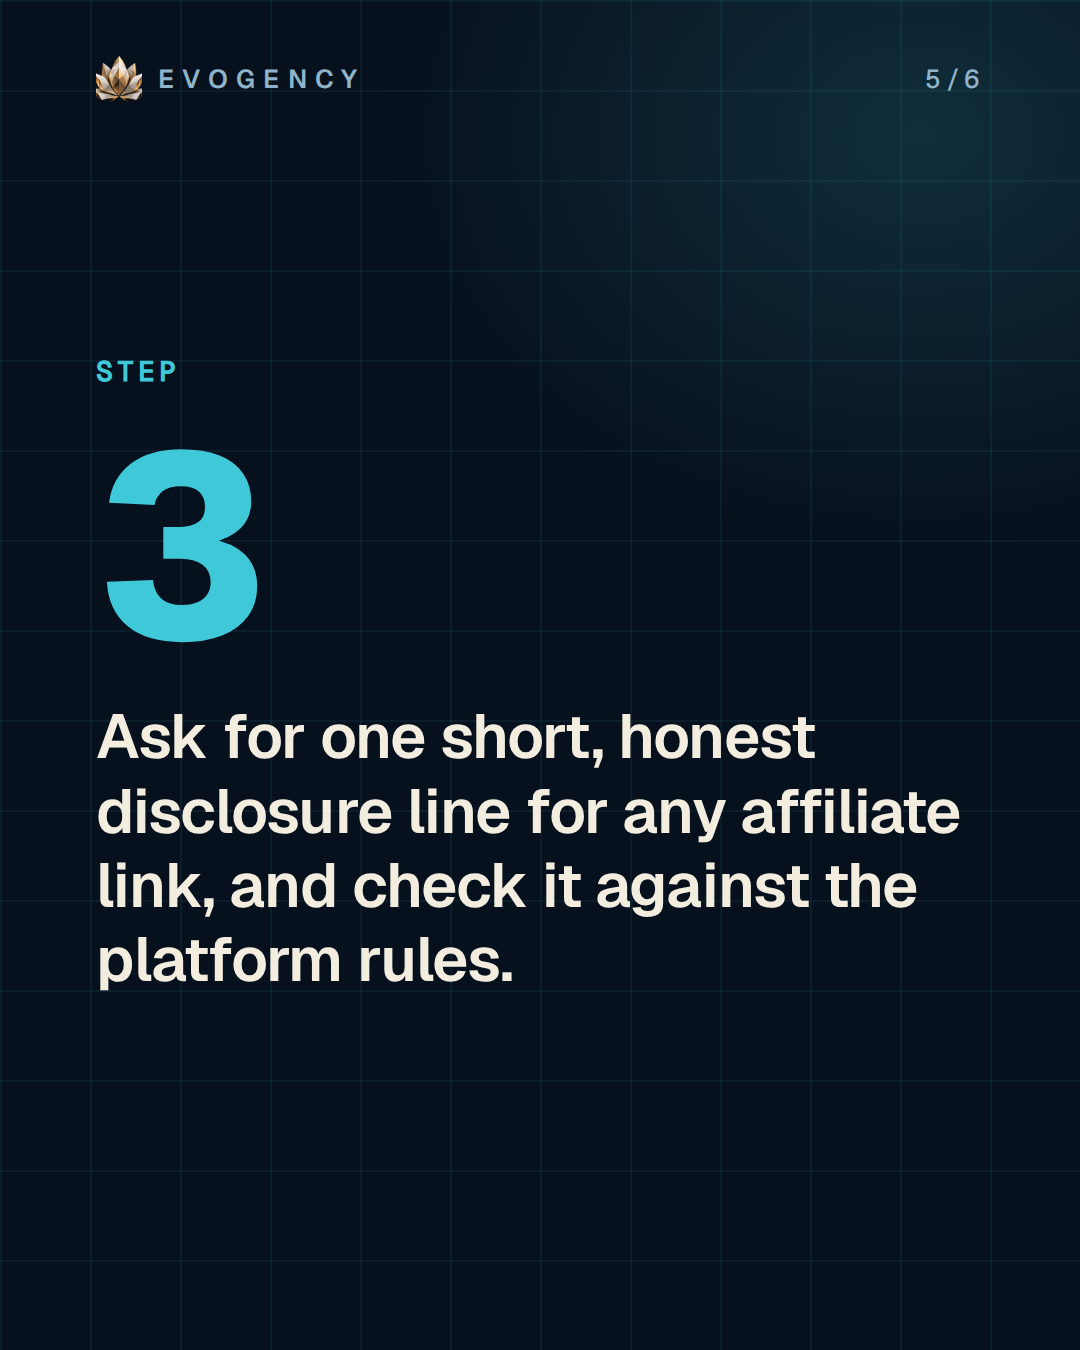 EVOGENCY
5/6
STEP
3
Ask for one short, honest
disclosure line for any affiliate
link, and check it against the
platform rules.